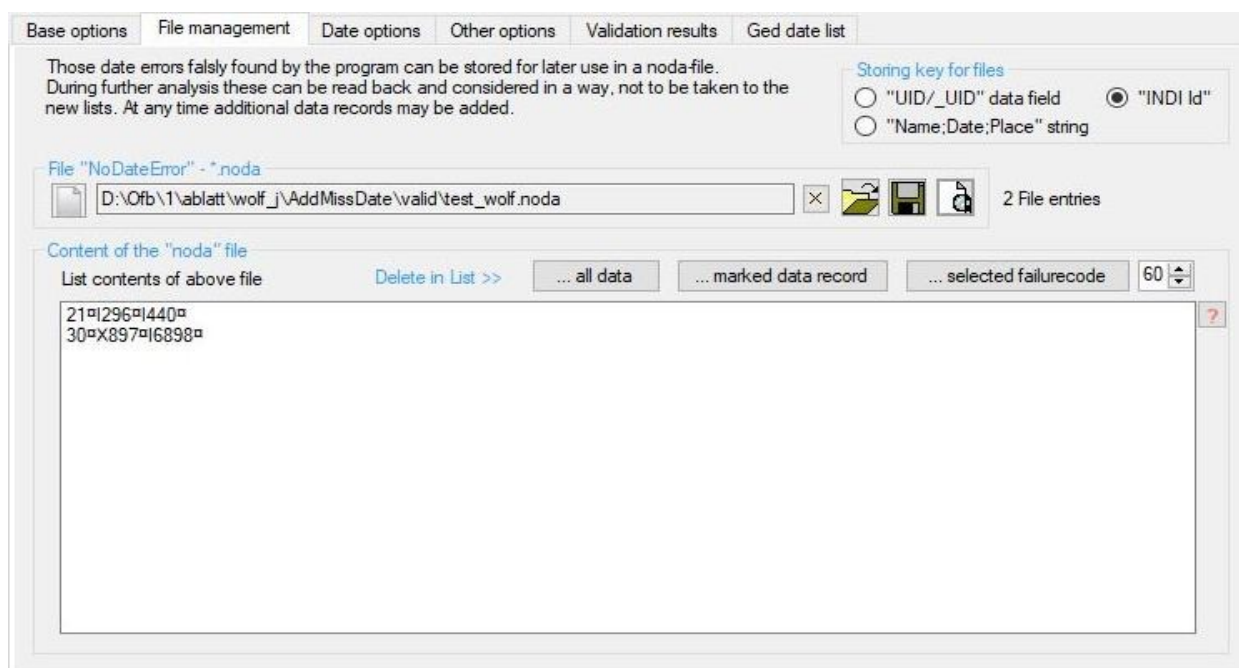 Base options File management Date options Other options Validation results Ged date list
Those date errors falsly found by the program can be stored for later use in a noda-file.
During further analysis these can be read back and considered in a way, not to be taken to the
new lists. At any time additional data records may be added.
Storing key for files
"UID/_UID" data field "INDI Id"
"Name;Date;Place" string
File "NoDateError" - *.noda
D:\Ofb\1\ablatt\wolf_j\AddMissDate\valid\test_wolf.noda
2 File entries
Content of the "noda" file
List contents of above file Delete in List >> ... all data ... marked data record ... selected failurecode 60
21¤I296¤I440¤
30¤X897¤I6898¤
?